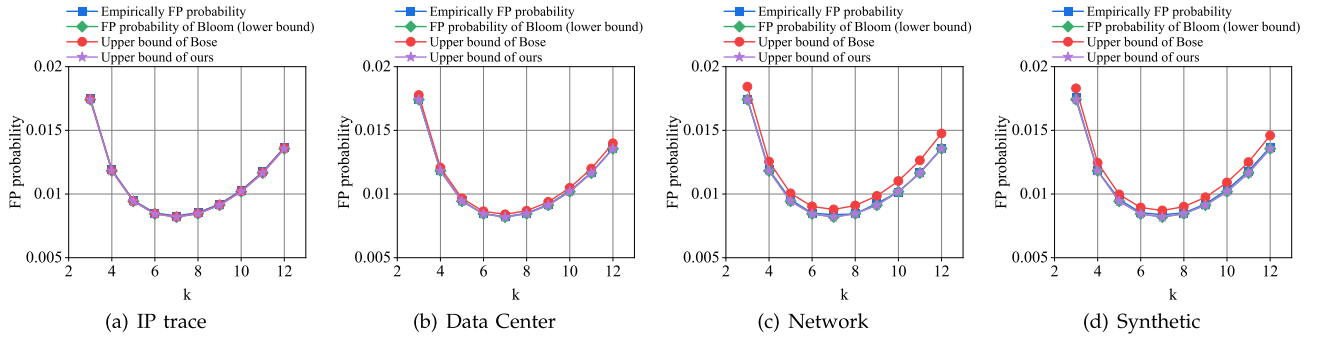 Empirically FP probability
FP probability of Bloom (lower bound)
Upper bound of Bose
Upper bound of ours
0.02
0.015
0.01
0.005
FP probability
2 4 6 8 10 12
k
(a) IP trace
Empirically FP probability
FP probability of Bloom (lower bound)
Upper bound of Bose
Upper bound of ours
0.02
0.015
0.01
0.005
FP probability
2 4 6 8 10 12
k
(b) Data Center
Empirically FP probability
FP probability of Bloom (lower bound)
Upper bound of Bose
Upper bound of ours
0.02
0.015
0.01
0.005
FP probability
2 4 6 8 10 12
k
(c) Network
Empirically FP probability
FP probability of Bloom (lower bound)
Upper bound of Bose
Upper bound of ours
0.02
0.015
0.01
0.005
FP probability
2 4 6 8 10 12
k
(d) Synthetic